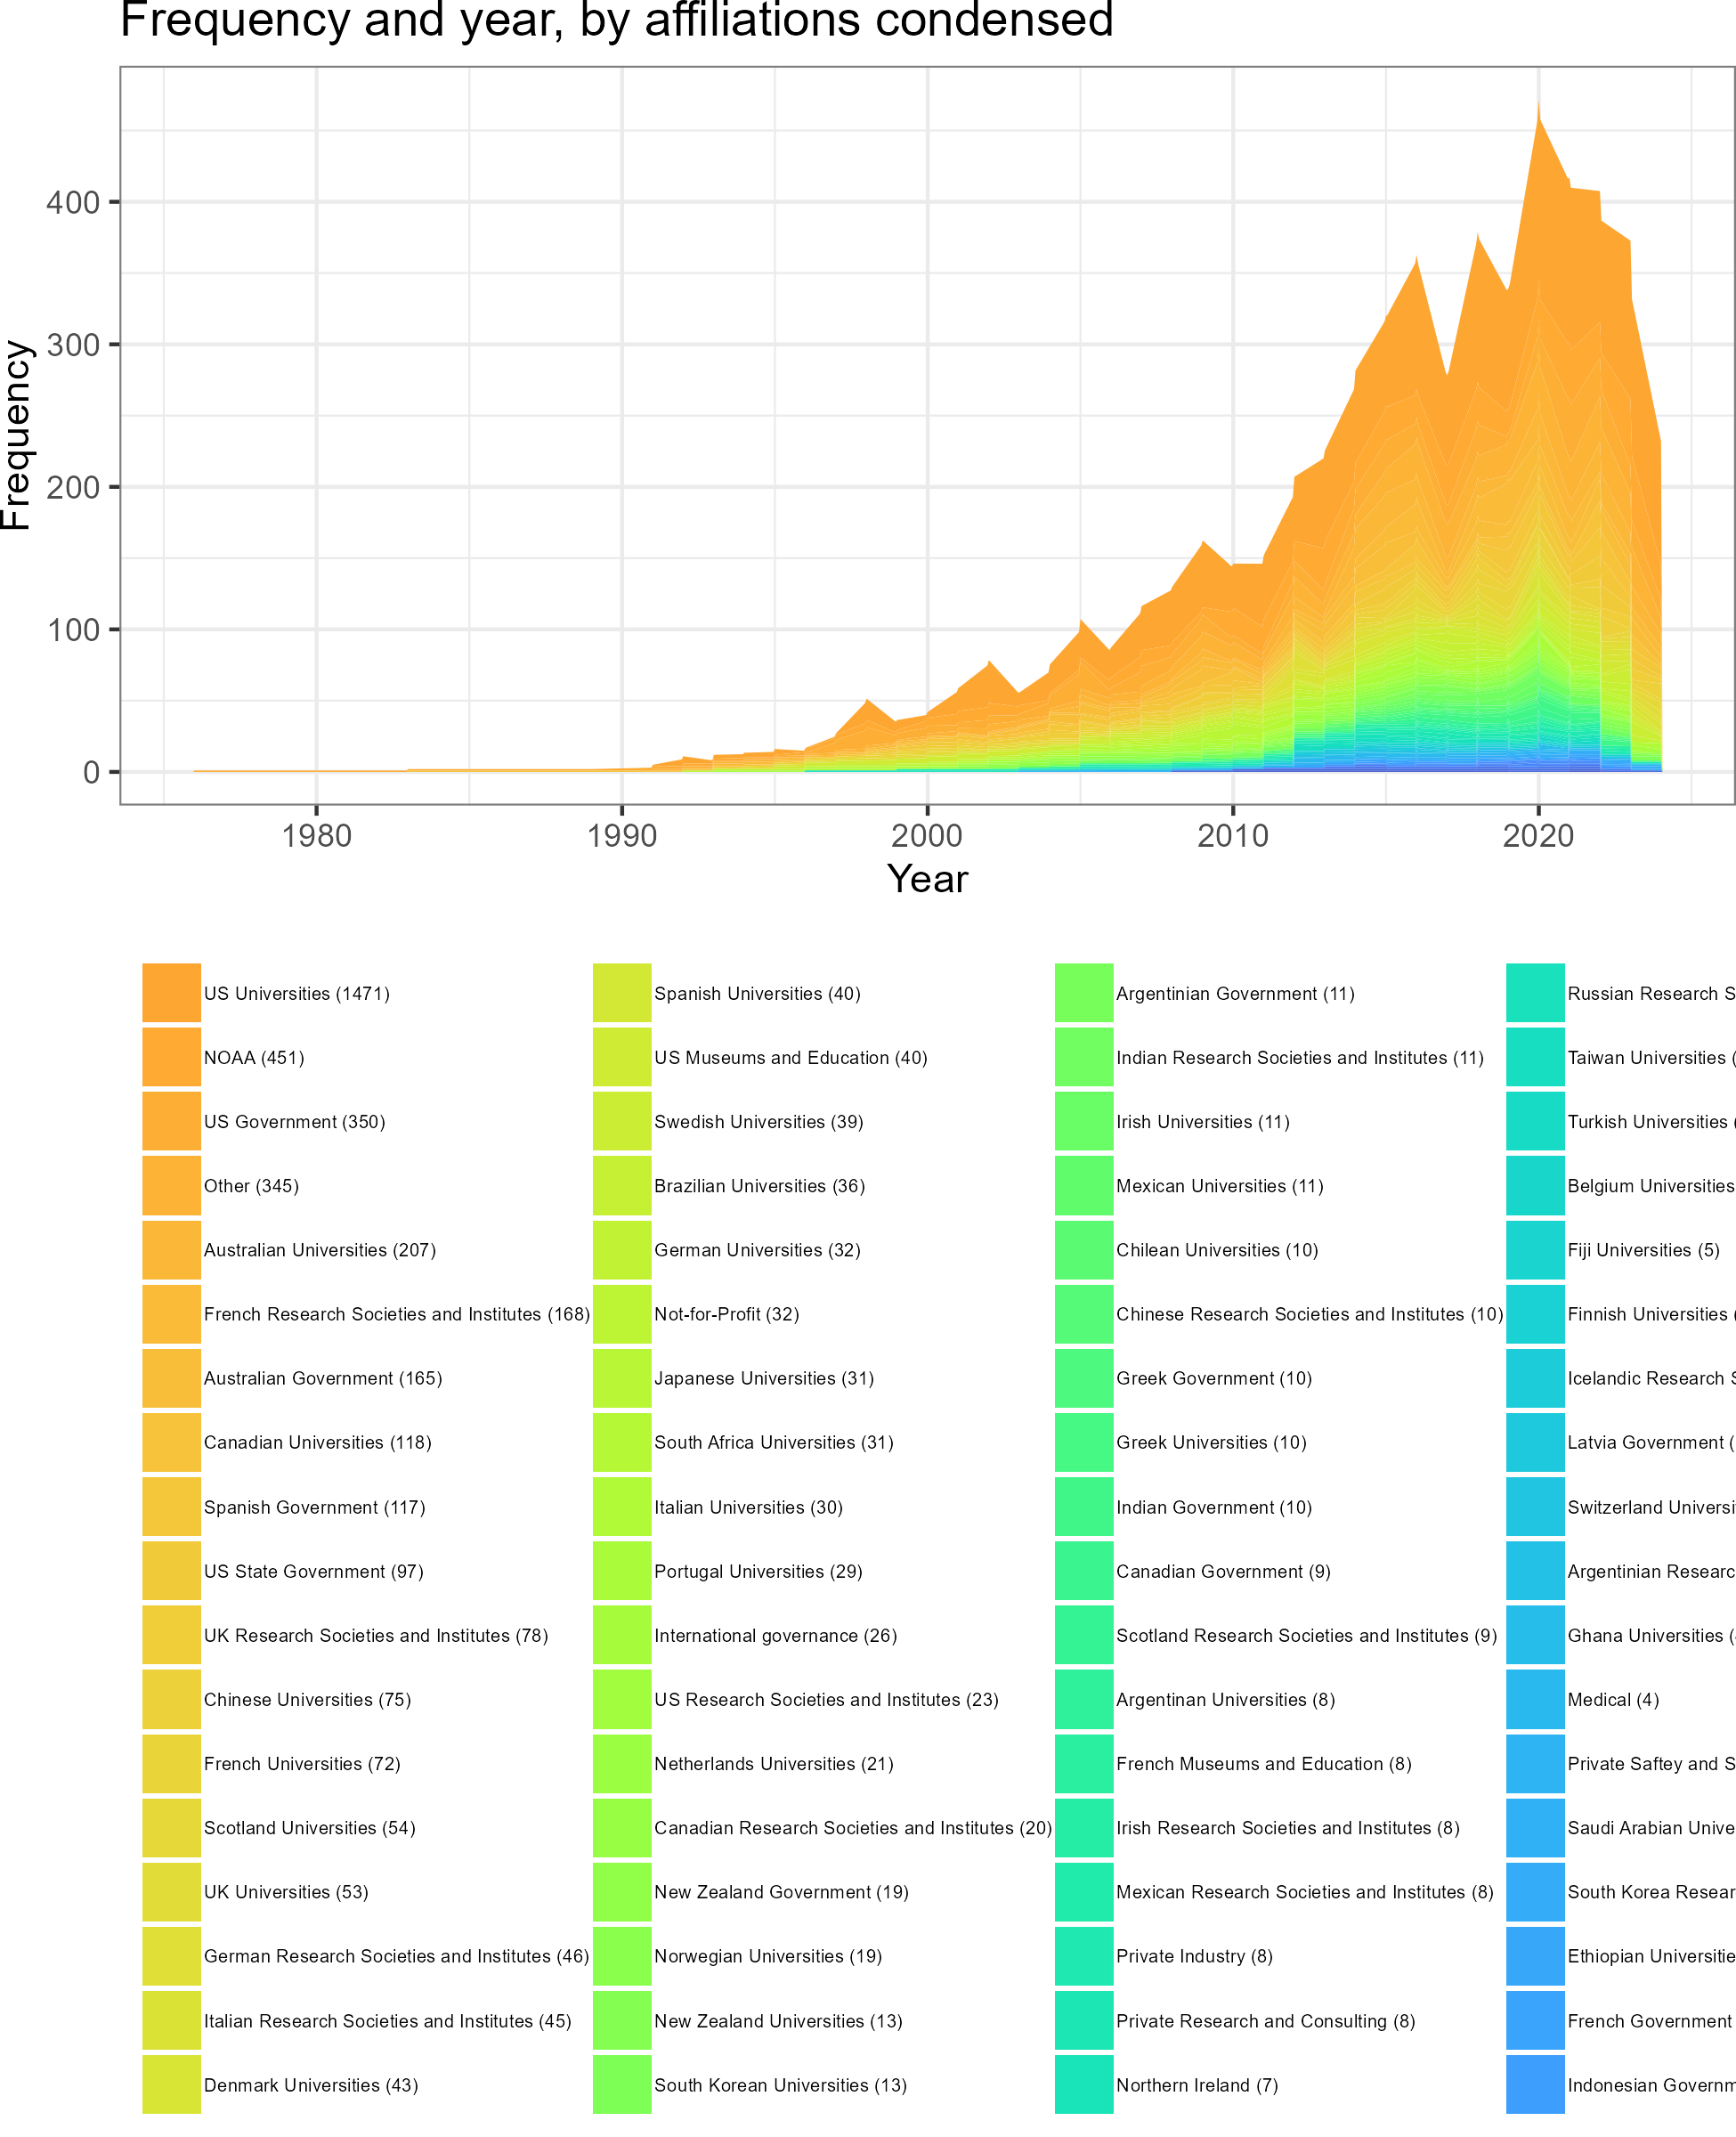 Frequency and year, by affiliations condensed
Frequency
400
300
200
100
0
1980 1990 2000 2010 2020
Year
US Universities (1471)
NOAA (451)
US Government (350)
Other (345)
Australian Universities (207)
French Research Societies and Institutes (168)
Australian Government (165)
Canadian Universities (118)
Spanish Government (117)
US State Government (97)
UK Research Societies and Institutes (78)
Chinese Universities (75)
French Universities (72)
Scotland Universities (54)
UK Universities (53)
German Research Societies and Institutes (46)
Italian Research Societies and Institutes (45)
Denmark Universities (43)
Spanish Universities (40)
US Museums and Education (40)
Swedish Universities (39)
Brazilian Universities (36)
German Universities (32)
Not-for-Profit (32)
Japanese Universities (31)
South Africa Universities (31)
Italian Universities (30)
Portugal Universities (29)
International governance (26)
US Research Societies and Institutes (23)
Netherlands Universities (21)
Canadian Research Societies and Institutes (20)
New Zealand Government (19)
Norwegian Universities (19)
New Zealand Universities (13)
South Korean Universities (13)
Argentinian Government (11)
Indian Research Societies and Institutes (11)
Irish Universities (11)
Mexican Universities (11)
Chilean Universities (10)
Chinese Research Societies and Institutes (10)
Greek Government (10)
Greek Universities (10)
Indian Government (10)
Canadian Government (9)
Scotland Research Societies and Institutes (9)
Argentinan Universities (8)
French Museums and Education (8)
Irish Research Societies and Institutes (8)
Mexican Research Societies and Institutes (8)
Private Industry (8)
Private Research and Consulting (8)
Northern Ireland (7)
Russian Research
Taiwan Universities
Turkish Universities
Belgium Universities
Fiji Universities (5)
Finnish Universities
Icelandic Research
Latvia Government
Switzerland
Argentinian
Ghana Universities
Medical (4)
Private Saftey and
Saudi Arabian
South Korea
Ethiopian
French Government
Indonesian